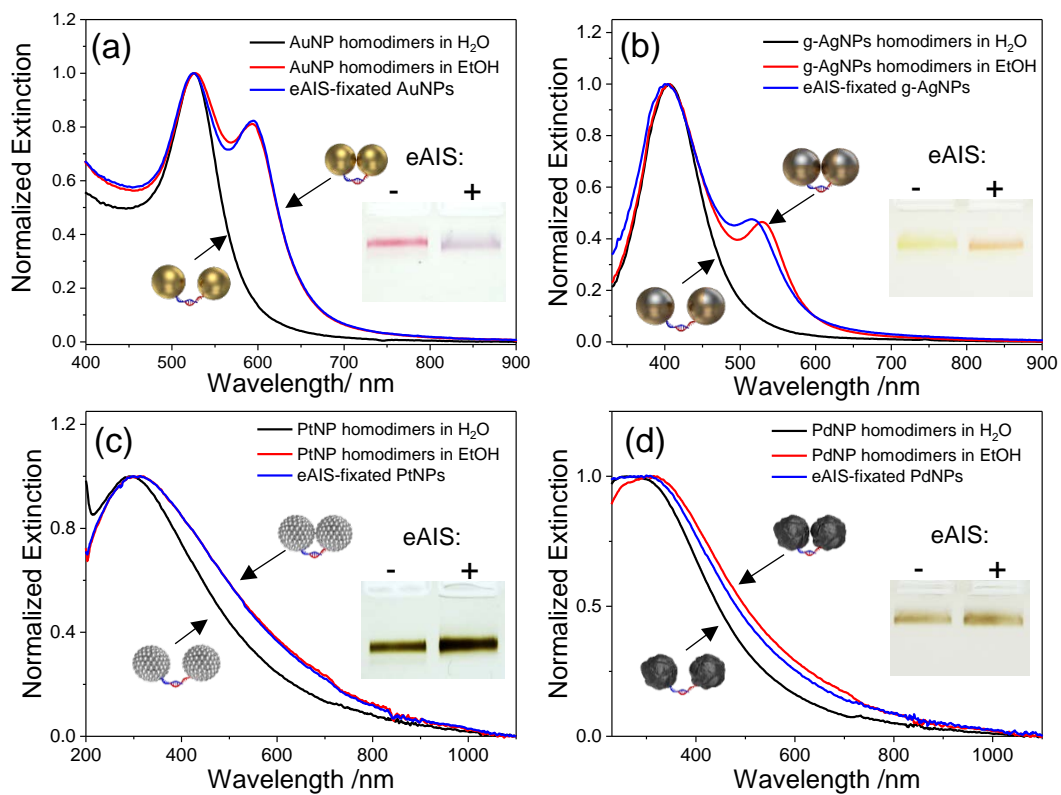 (a)
AuNP homodimers in H₂O
AuNP homodimers in EtOH
eAIS-fixated AuNPs
eAIS:
- +
Normalized Extinction
1.2
1.0
0.8
0.6
0.4
0.2
0.0
400 500 600 700 800 900
Wavelength/ nm
(b)
g-AgNPs homodimers in H₂O
g-AgNPs homodimers in EtOH
eAIS-fixated g-AgNPs
eAIS:
- +
Normalized Extinction
1.2
1.0
0.8
0.6
0.4
0.2
0.0
400 500 600 700 800 900
Wavelength /nm
(c)
PtNP homodimers in H₂O
PtNP homodimers in EtOH
eAIS-fixated PtNPs
eAIS:
- +
Normalized Extinction
1.2
0.8
0.4
0.0
200 400 600 800 1000
Wavelength /nm
(d)
PdNP homodimers in H₂O
PdNP homodimers in EtOH
eAIS-fixated PdNPs
eAIS:
- +
Normalized Extinction
1.0
0.5
0.0
400 600 800 1000
Wavelength /nm